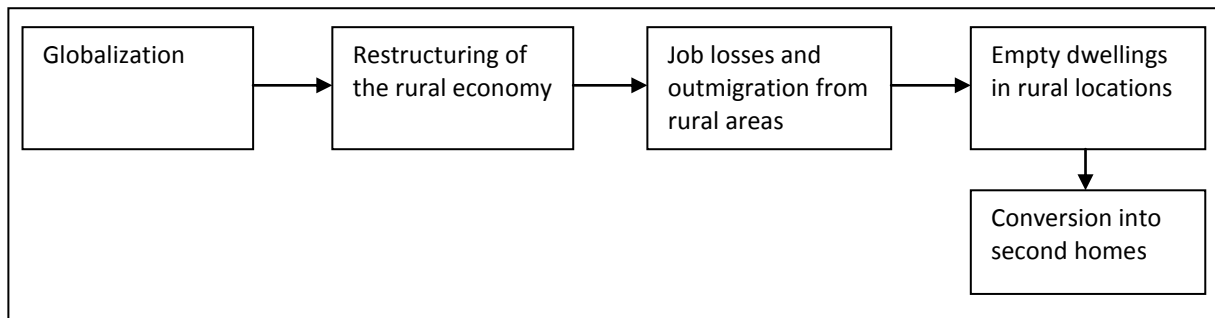 Globalization
Restructuring of
the rural economy
Job losses and
outmigration from
rural areas
Empty dwellings
in rural locations
Conversion into
second homes